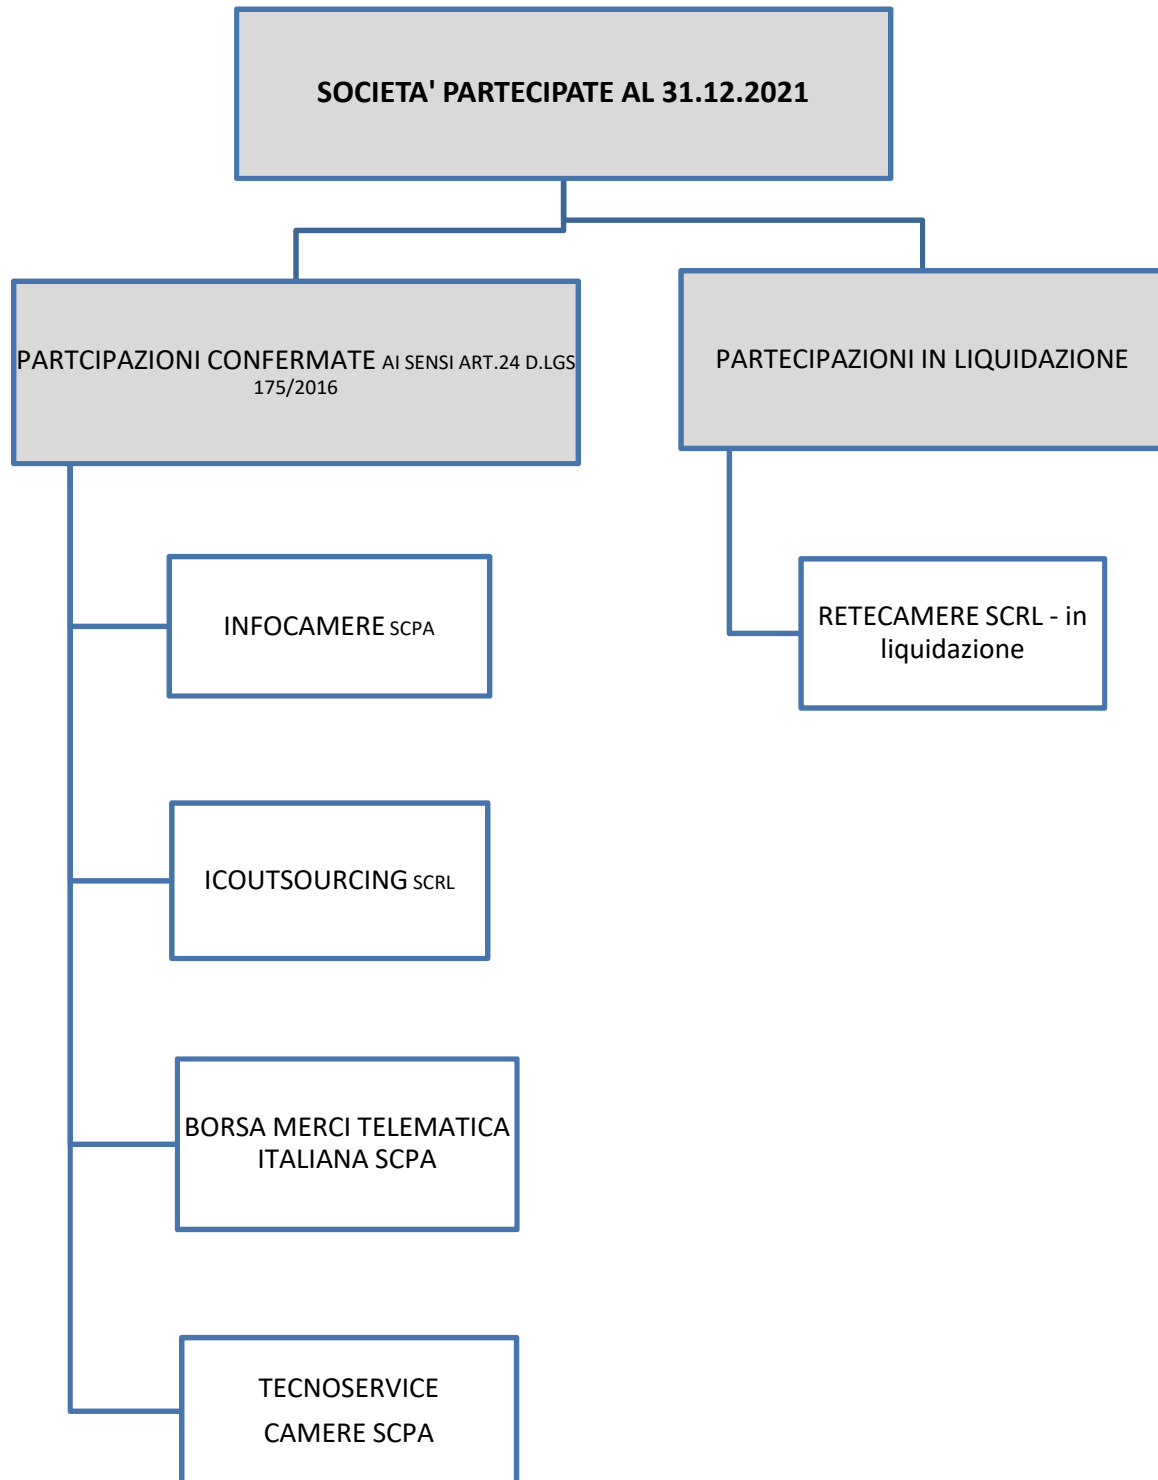 SOCIETA' PARTECIPATE AL 31.12.2021
PARTCIPAZIONI CONFERMATE AI SENSI ART.24 D.LGS
175/2016
PARTECIPAZIONI IN LIQUIDAZIONE
INFOCAMERE SCPA
RETECAMERE SCRL - in
liquidazione
ICOUTSOURCING SCRL
BORSA MERCI TELEMATICA
ITALIANA SCPA
TECNOSERVICE
CAMERE SCPA